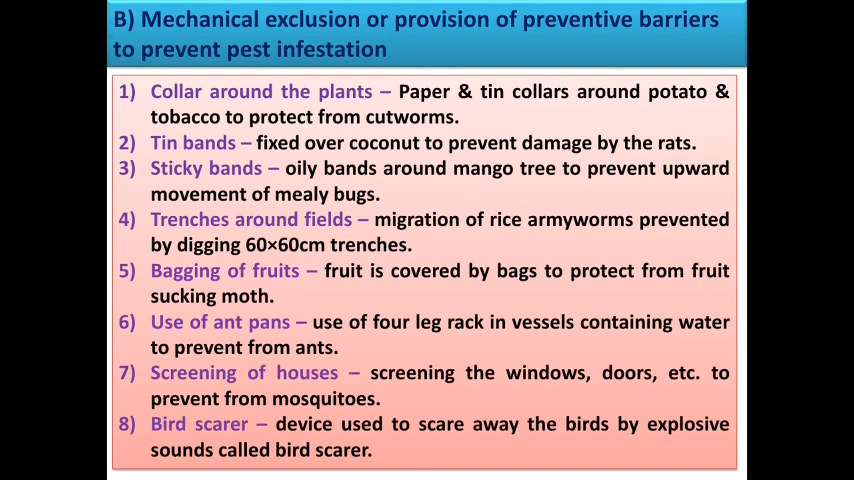 B) Mechanical exclusion or provision of preventive barriers
to prevent pest infestation
1) Collar around the plants – Paper & tin collars around potato &
tobacco to protect from cutworms.
2) Tin bands – fixed over coconut to prevent damage by the rats.
3) Sticky bands – oily bands around mango tree to prevent upward
movement of mealy bugs.
4) Trenches around fields – migration of rice armyworms prevented
by digging 60×60cm trenches.
5) Bagging of fruits – fruit is covered by bags to protect from fruit
sucking moth.
6) Use of ant pans – use of four leg rack in vessels containing water
to prevent from ants.
7) Screening of houses – screening the windows, doors, etc. to
prevent from mosquitoes.
8) Bird scarer – device used to scare away the birds by explosive
sounds called bird scarer.